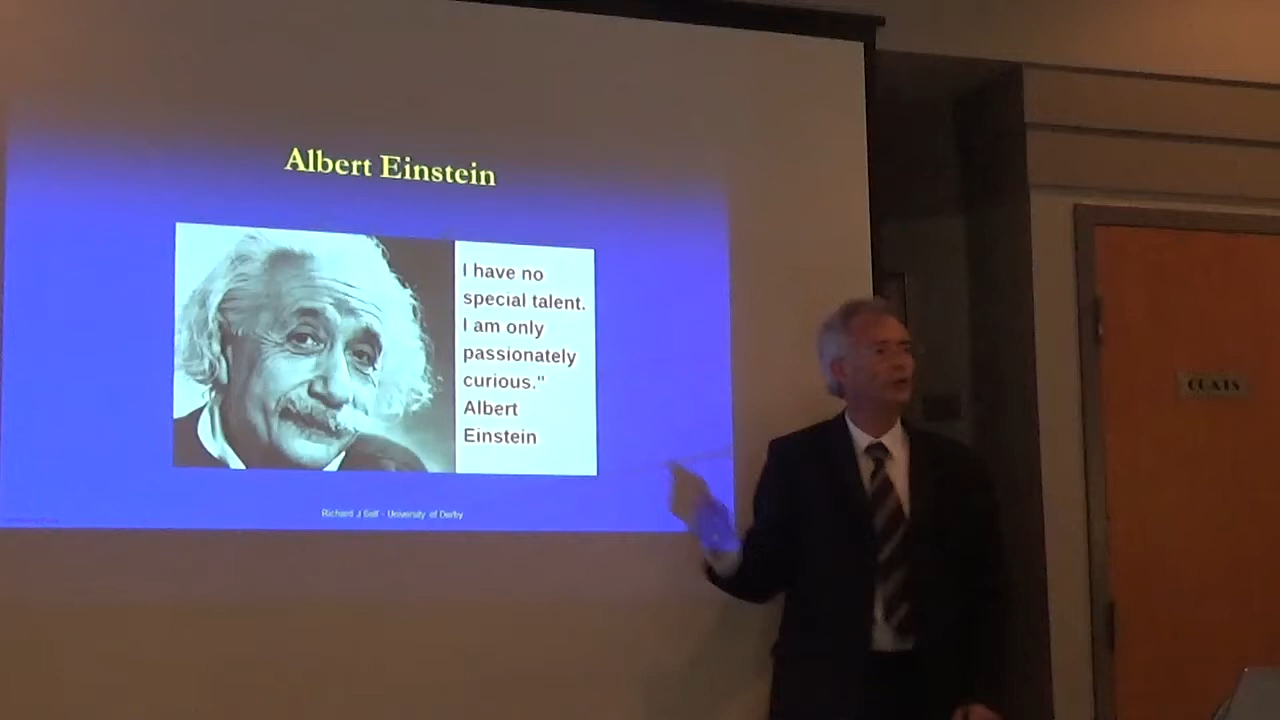 Albert Einstein
I have no
special talent.
I am only
passionately
curious."
Albert
Einstein
Richard J Self - University of Derby
COATS